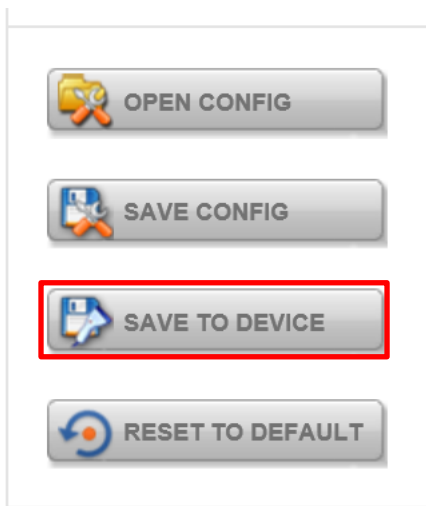 OPEN CONFIG
SAVE CONFIG
SAVE TO DEVICE
RESET TO DEFAULT